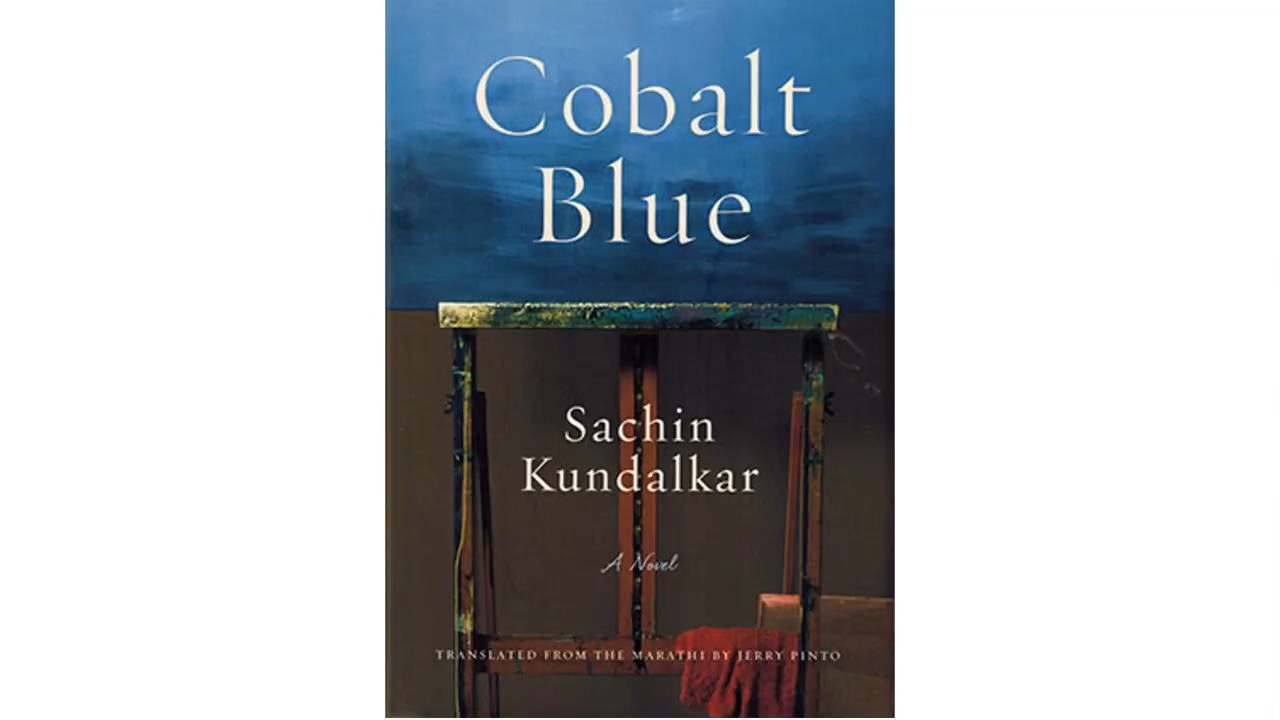 Cobalt
Blue
Sachin
Kundalkar
A Novel
TRANSLATED FROM THE MARATHI BY JERRY PINTO